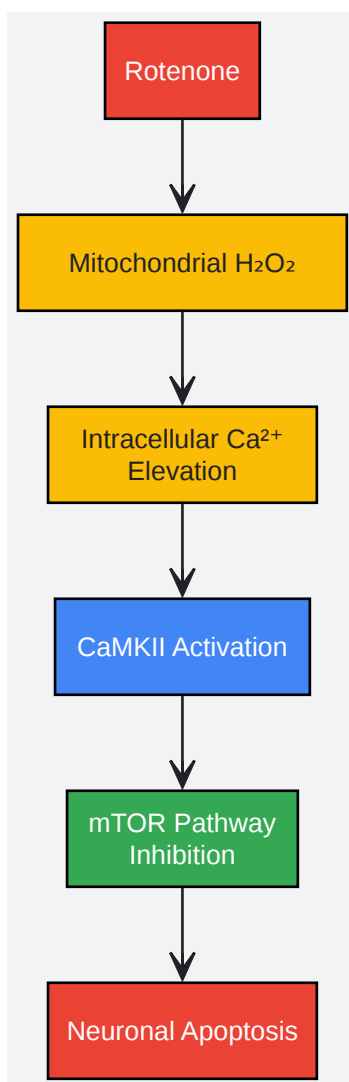 Rotenone
Mitochondrial H₂O₂
Intracellular Ca²⁺
Elevation
CaMKII Activation
mTOR Pathway
Inhibition
Neuronal Apoptosis